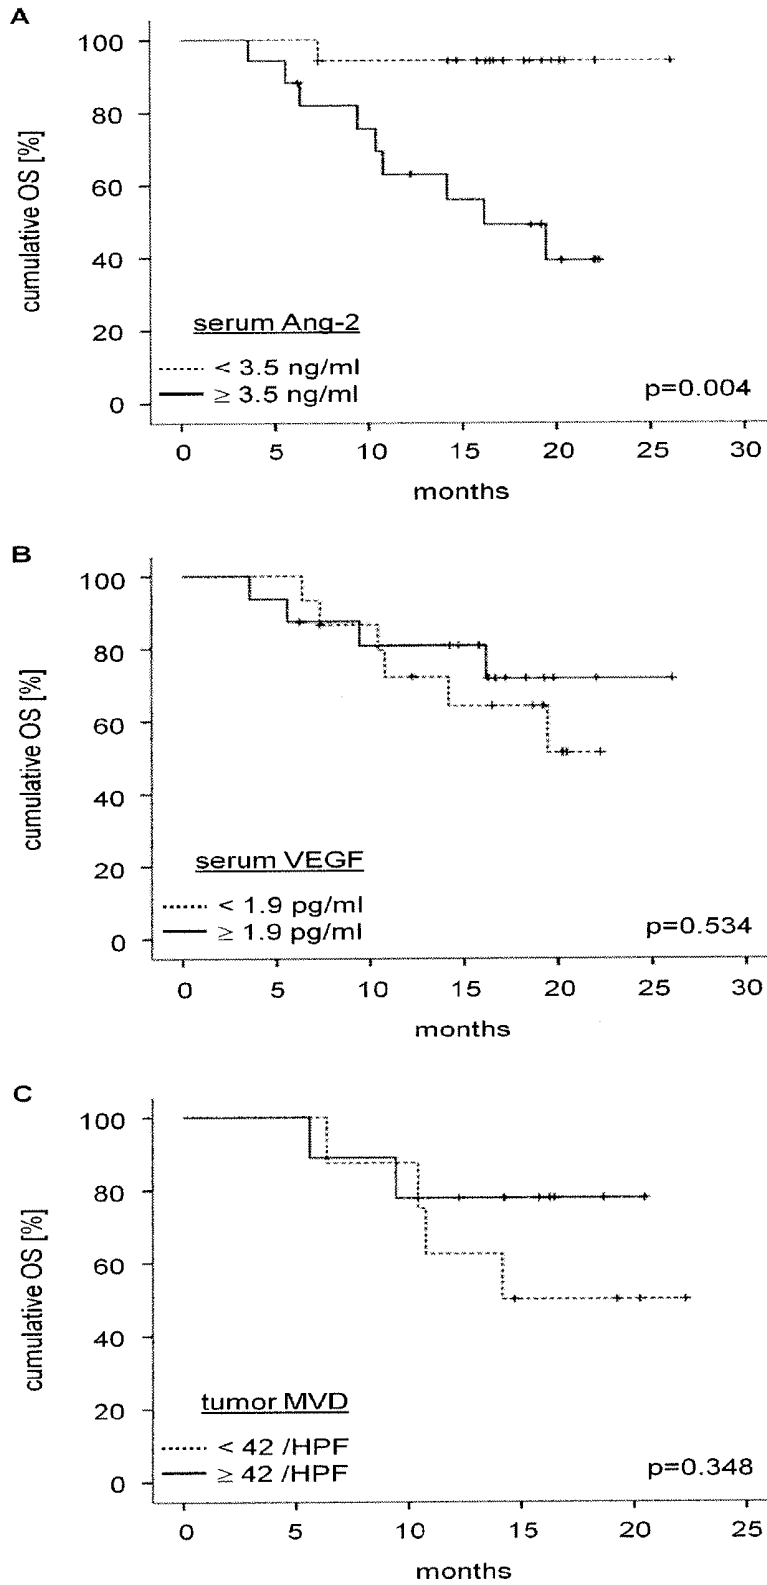 A
cumulative OS [%]
100
80
60
40
20
0
serum Ang-2
< 3.5 ng/ml
≥ 3.5 ng/ml
p=0.004
0 5 10 15 20 25 30
months
B
cumulative OS [%]
100
80
60
40
20
0
serum VEGF
< 1.9 pg/ml
≥ 1.9 pg/ml
p=0.534
0 5 10 15 20 25 30
months
C
cumulative OS [%]
100
80
60
40
20
0
tumor MVD
< 42 /HPF
≥ 42 /HPF
p=0.348
0 5 10 15 20 25
months